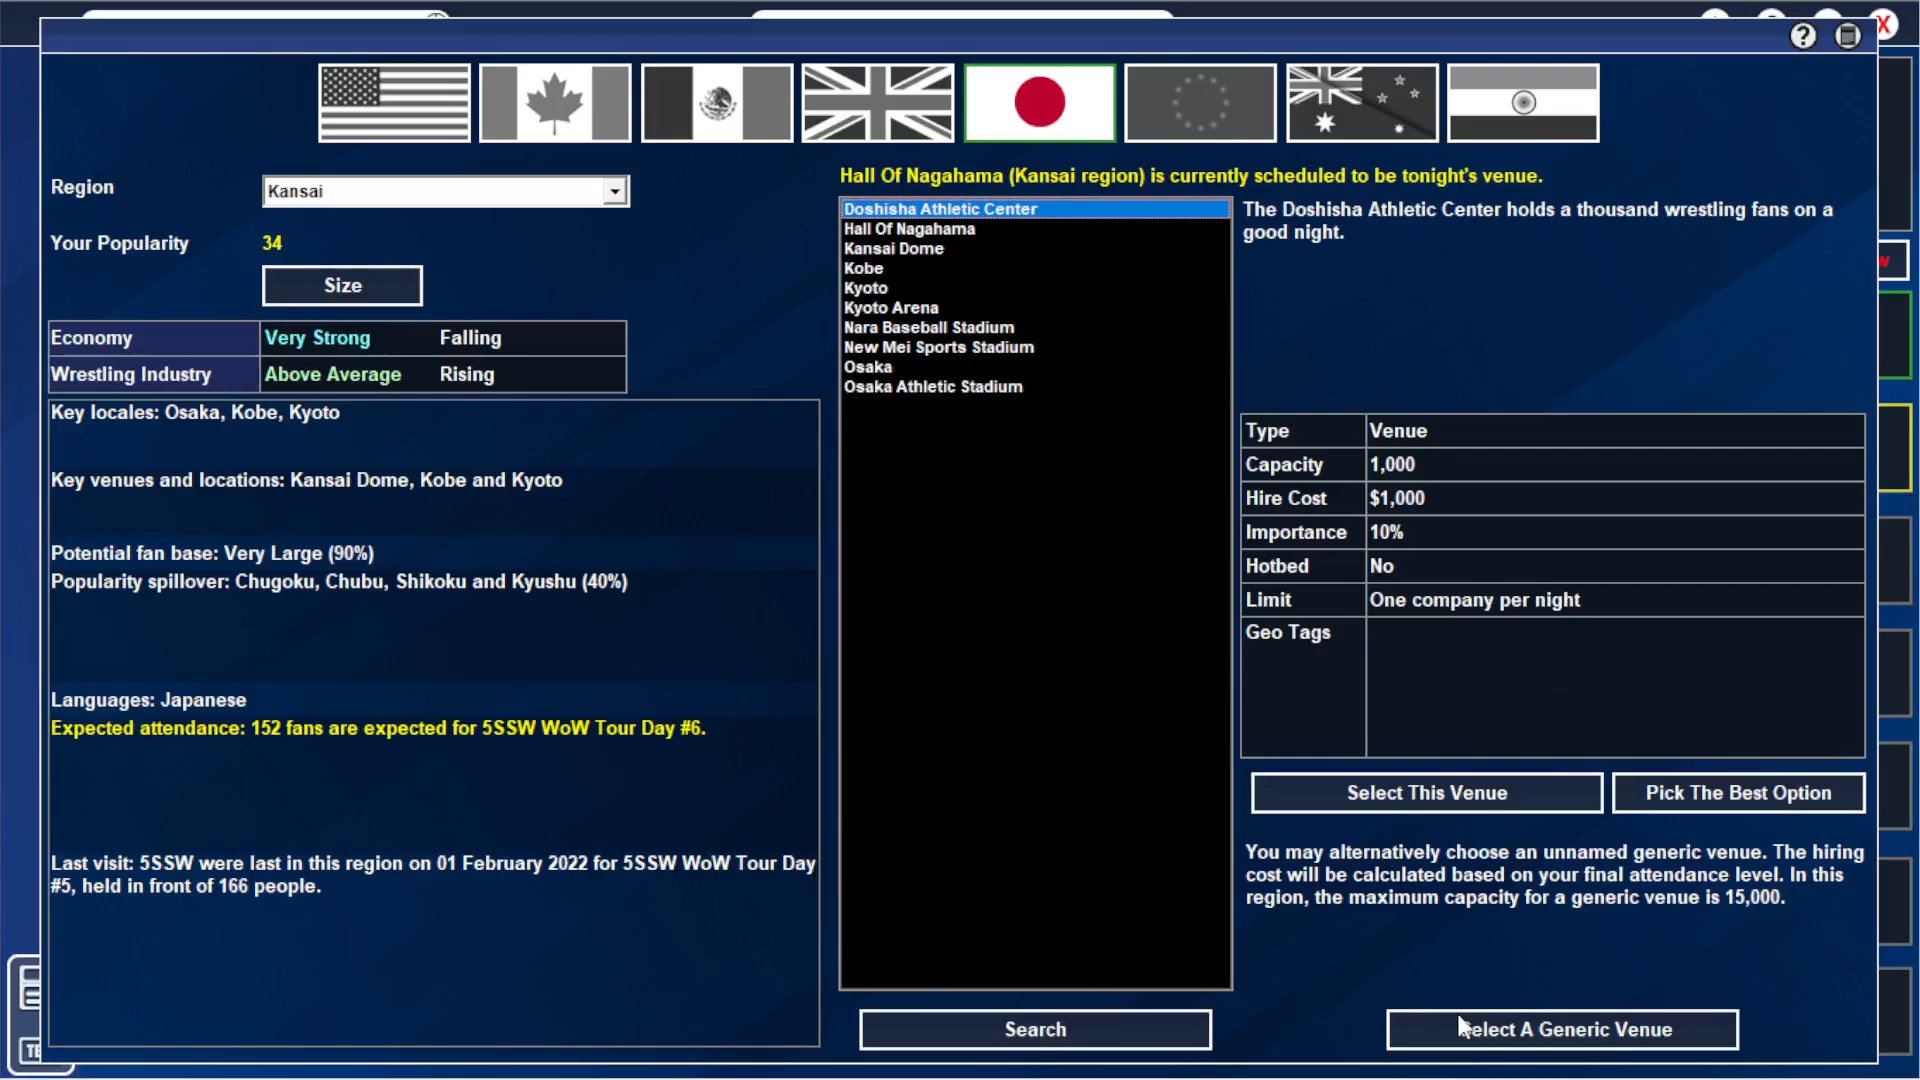 Region
Kansai
Your Popularity
34
Size
Economy
Very Strong
Falling
Wrestling Industry
Above Average
Rising
Key locales: Osaka, Kobe, Kyoto
Key venues and locations: Kansai Dome, Kobe and Kyoto
Potential fan base: Very Large (90%)
Popularity spillover: Chugoku, Chubu, Shikoku and Kyushu (40%)
Languages: Japanese
Expected attendance: 152 fans are expected for 5SSW WoW Tour Day #6.
Last visit: 5SSW were last in this region on 01 February 2022 for 5SSW WoW Tour Day
#5, held in front of 166 people.
Hall Of Nagahama (Kansai region) is currently scheduled to be tonight's venue.
Doshisha Athletic Center
Hall Of Nagahama
Kansai Dome
Kobe
Kyoto
Kyoto Arena
Nara Baseball Stadium
New Mei Sports Stadium
Osaka
Osaka Athletic Stadium
Search
The Doshisha Athletic Center holds a thousand wrestling fans on a
good night.
Type
Venue
Capacity
1,000
Hire Cost
$1,000
Importance
10%
Hotbed
No
Limit
One company per night
Geo Tags
Select This Venue
Pick The Best Option
You may alternatively choose an unnamed generic venue. The hiring
cost will be calculated based on your final attendance level. In this
region, the maximum capacity for a generic venue is 15,000.
Select A Generic Venue